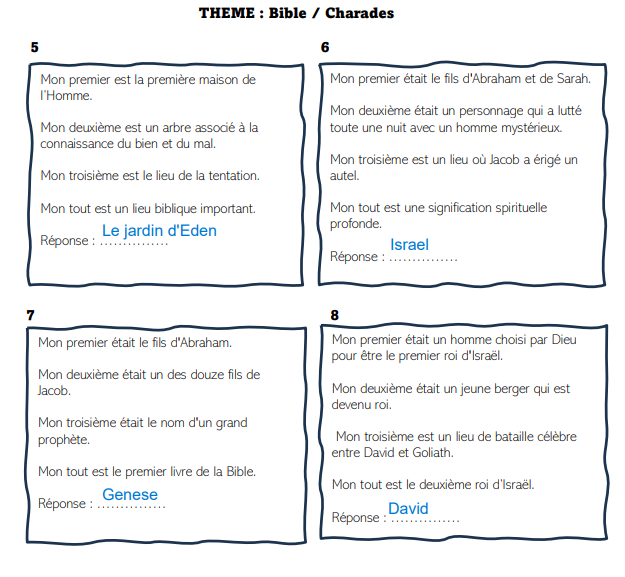 THEME : Bible / Charades
5
Mon premier est la première maison de
l'Homme.
Mon deuxième est un arbre associé à la
connaissance du bien et du mal.
Mon troisième est le lieu de la tentation.
Mon tout est un lieu biblique important.
Réponse : ............... Le jardin d'Eden
6
Mon premier était le fils d'Abraham et de Sarah.
Mon deuxième était un personnage qui a lutté
toute une nuit avec un homme mystérieux.
Mon troisième est un lieu où Jacob a érigé un
autel.
Mon tout est une signification spirituelle
profonde.
Réponse : ............... Israel
7
Mon premier était le fils d'Abraham.
Mon deuxième était un des douze fils de
Jacob.
Mon troisième était le nom d'un grand
prophète.
Mon tout est le premier livre de la Bible.
Réponse : ............... Genese
8
Mon premier était un homme choisi par Dieu
pour être le premier roi d'Israël.
Mon deuxième était un jeune berger qui est
devenu roi.
Mon troisième est un lieu de bataille célèbre
entre David et Goliath.
Mon tout est le deuxième roi d'Israël.
Réponse : ............... David